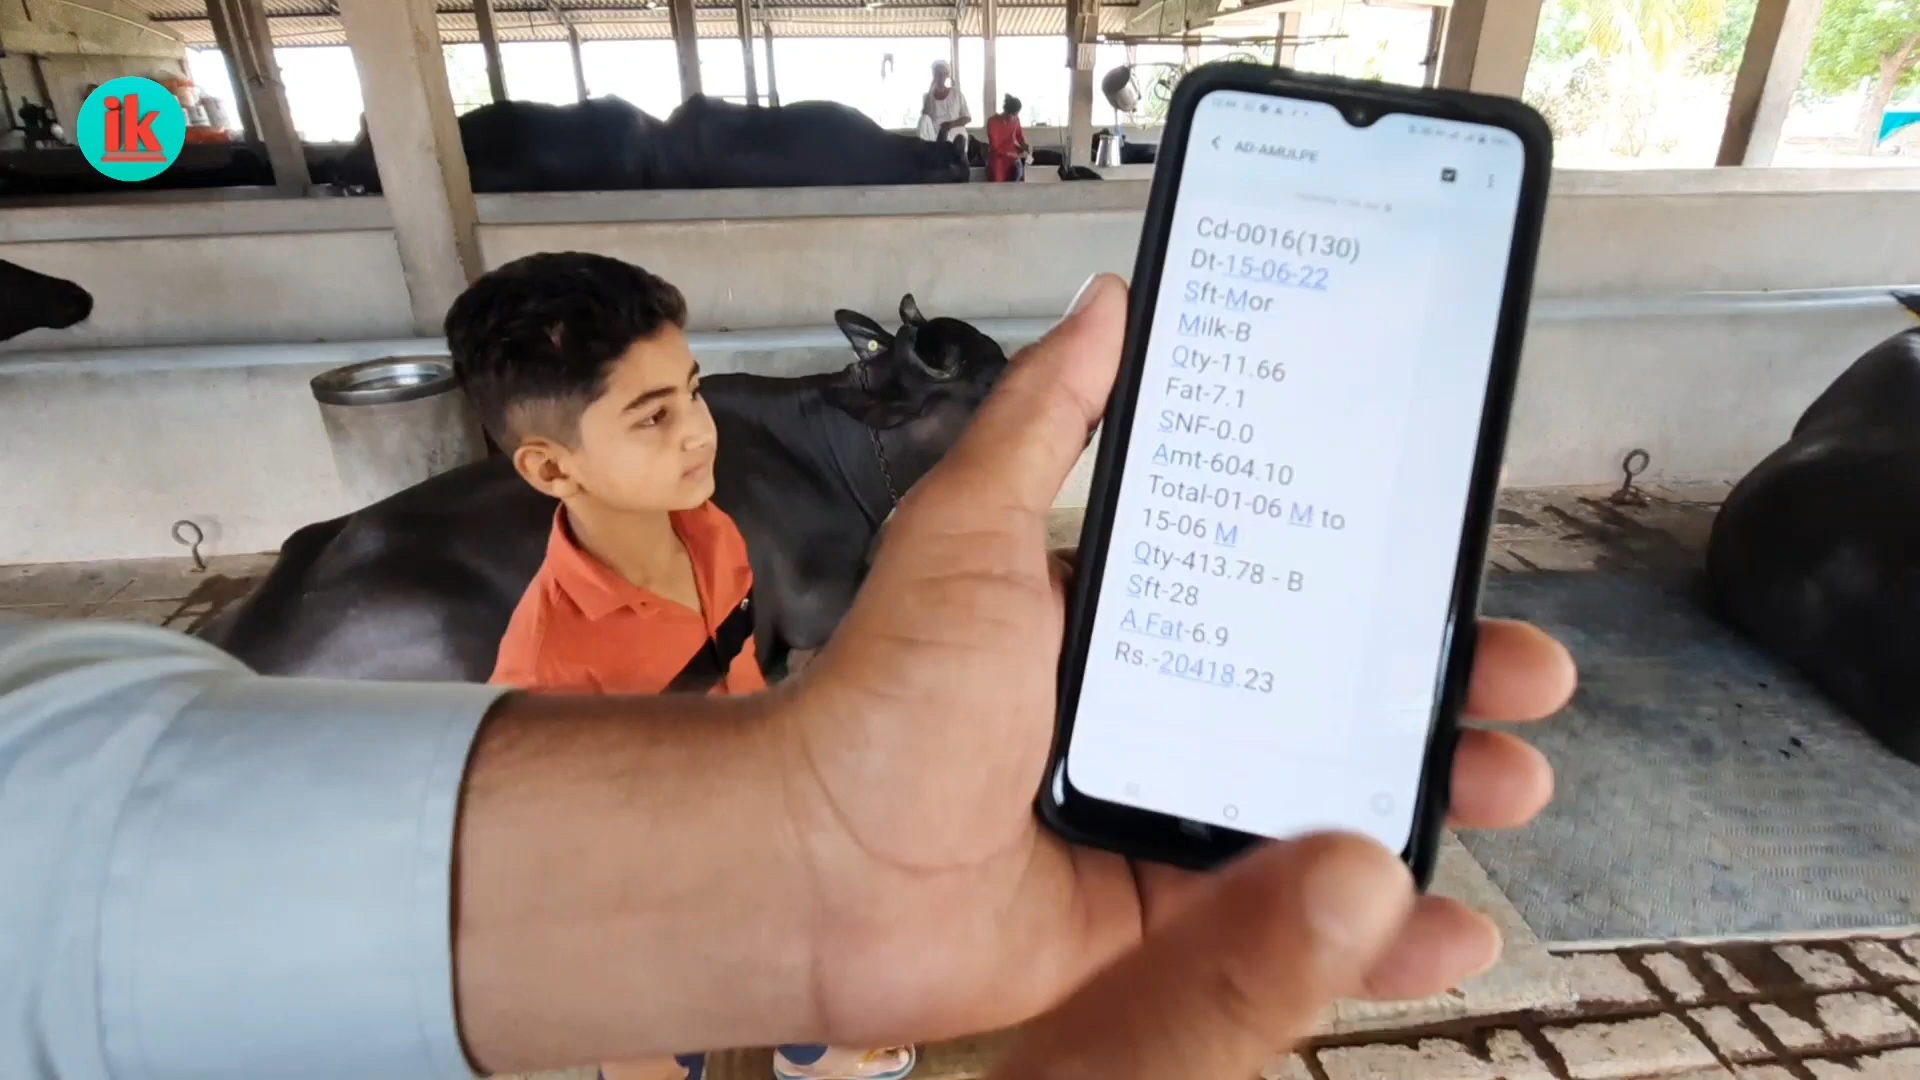 ik
AD-AMULPE
Cd-0016(130)
Dt-15-06-22
Sft-Mor
Milk-B
Qty-11.66
Fat-7.1
SNF-0.0
Amt-604.10
Total-01-06 M to
15-06 M
Qty-413.78 - B
Sft-28
A.Fat-6.9
Rs.-20418.23